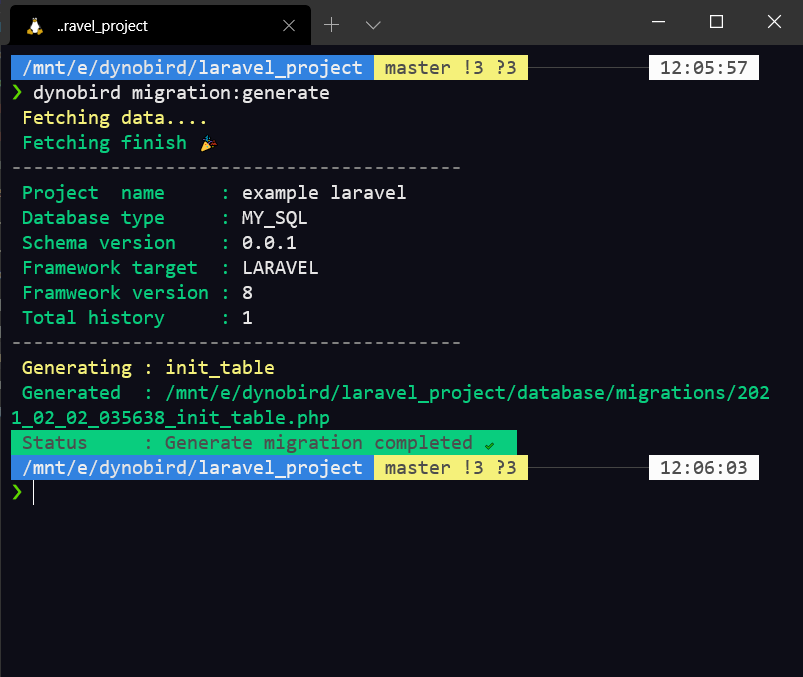 ..ravel_project
/mnt/e/dynobird/laravel_project master !3 ?3 12:05:57
❯ dynobird migration:generate
Fetching data....
Fetching finish 🎉
-----------------------------------------
Project  name     : example laravel
Database type     : MY_SQL
Schema version    : 0.0.1
Framework target  : LARAVEL
Framweork version : 8
Total history     : 1
-----------------------------------------
Generating : init_table
Generated  : /mnt/e/dynobird/laravel_project/database/migrations/202
1_02_02_035638_init_table.php
Status     : Generate migration completed ✔
/mnt/e/dynobird/laravel_project master !3 ?3 12:06:03
❯